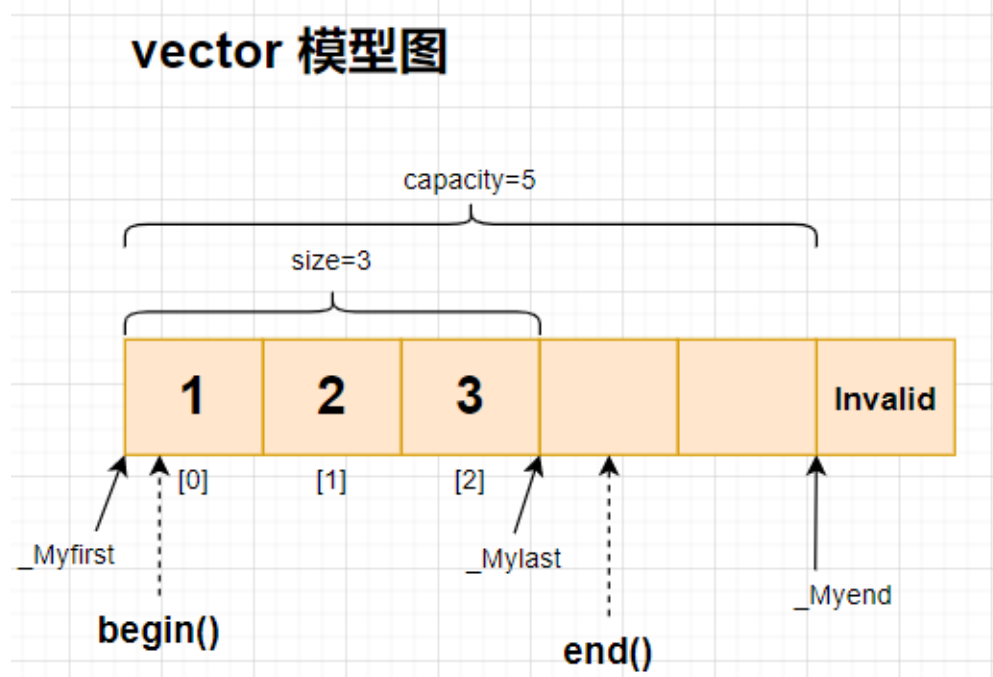 vector 模型图
capacity=5
size=3
1 2 3 Invalid
[0] [1] [2]
_Myfirst _Mylast _Myend
begin() end()